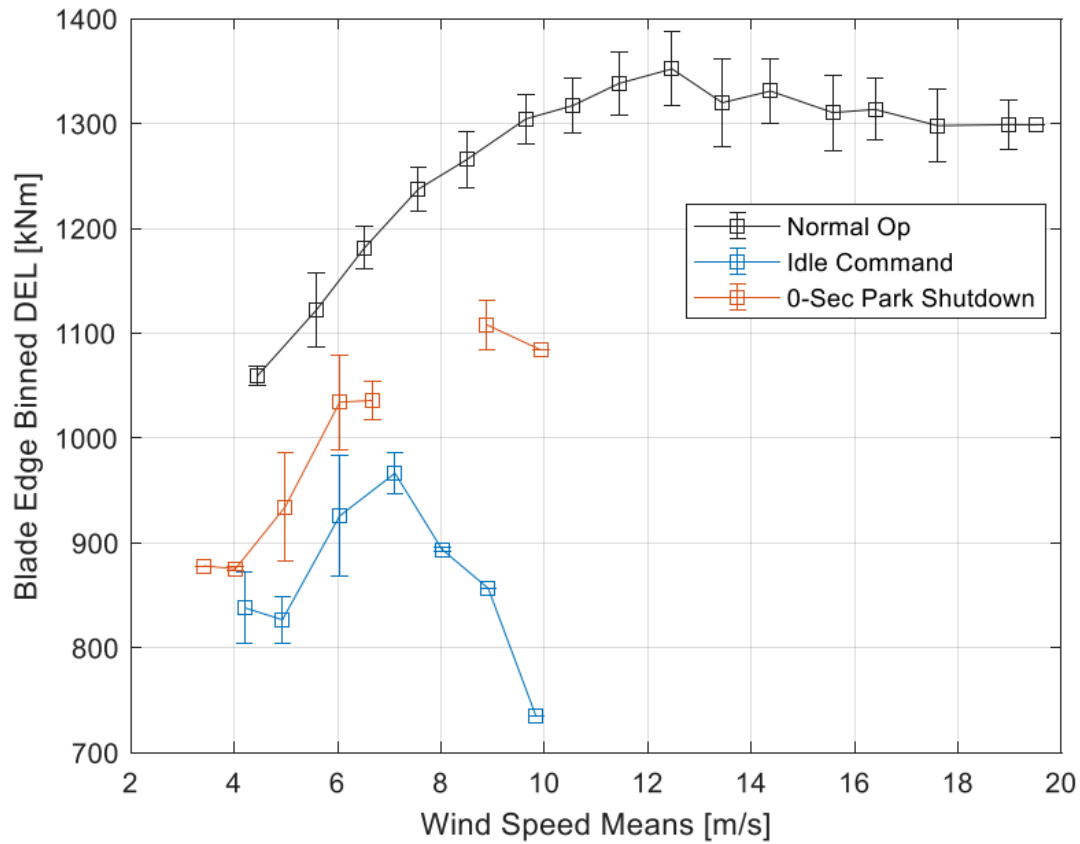 1400
1300
1200
1100
1000
900
800
700
Blade Edge Binned DEL [kNm]
Normal Op
Idle Command
0-Sec Park Shutdown
2 4 6 8 10 12 14 16 18 20
Wind Speed Means [m/s]